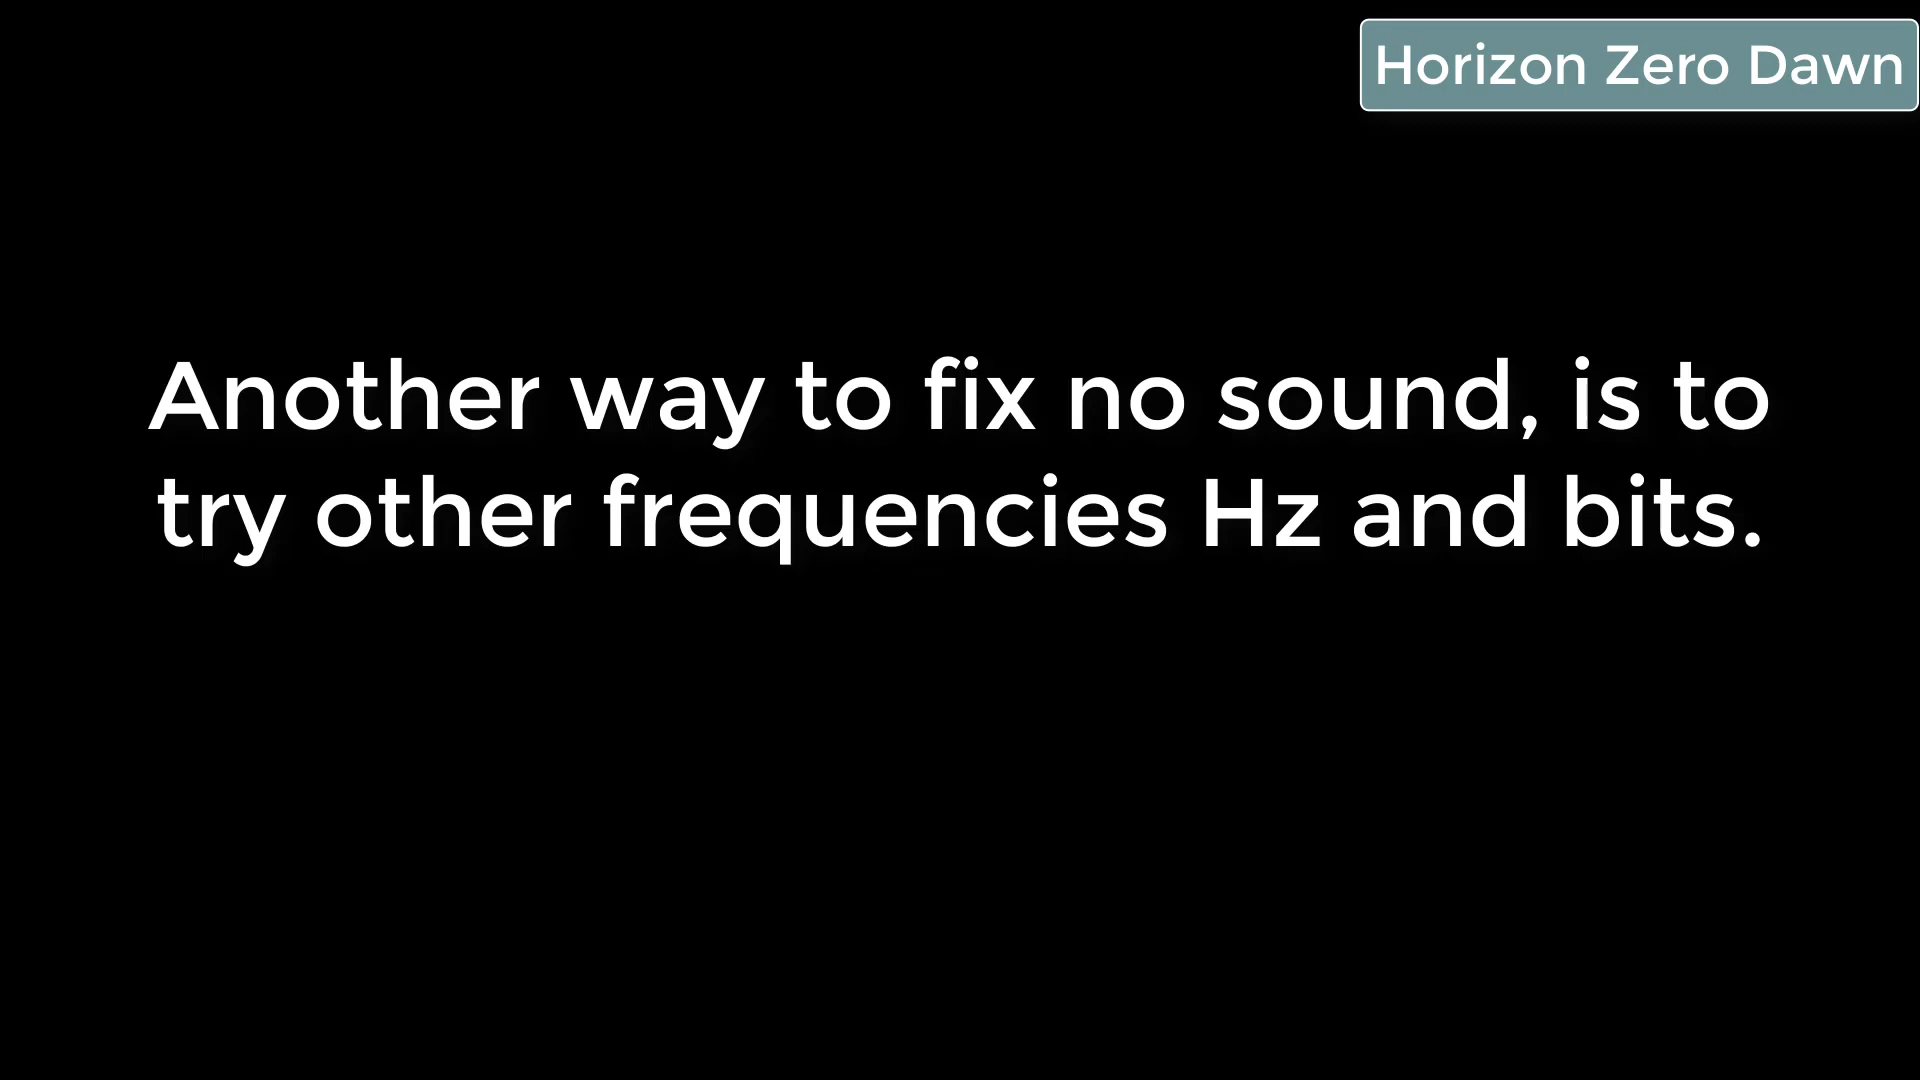 Horizon Zero Dawn
Another way to fix no sound, is to
try other frequencies Hz and bits.